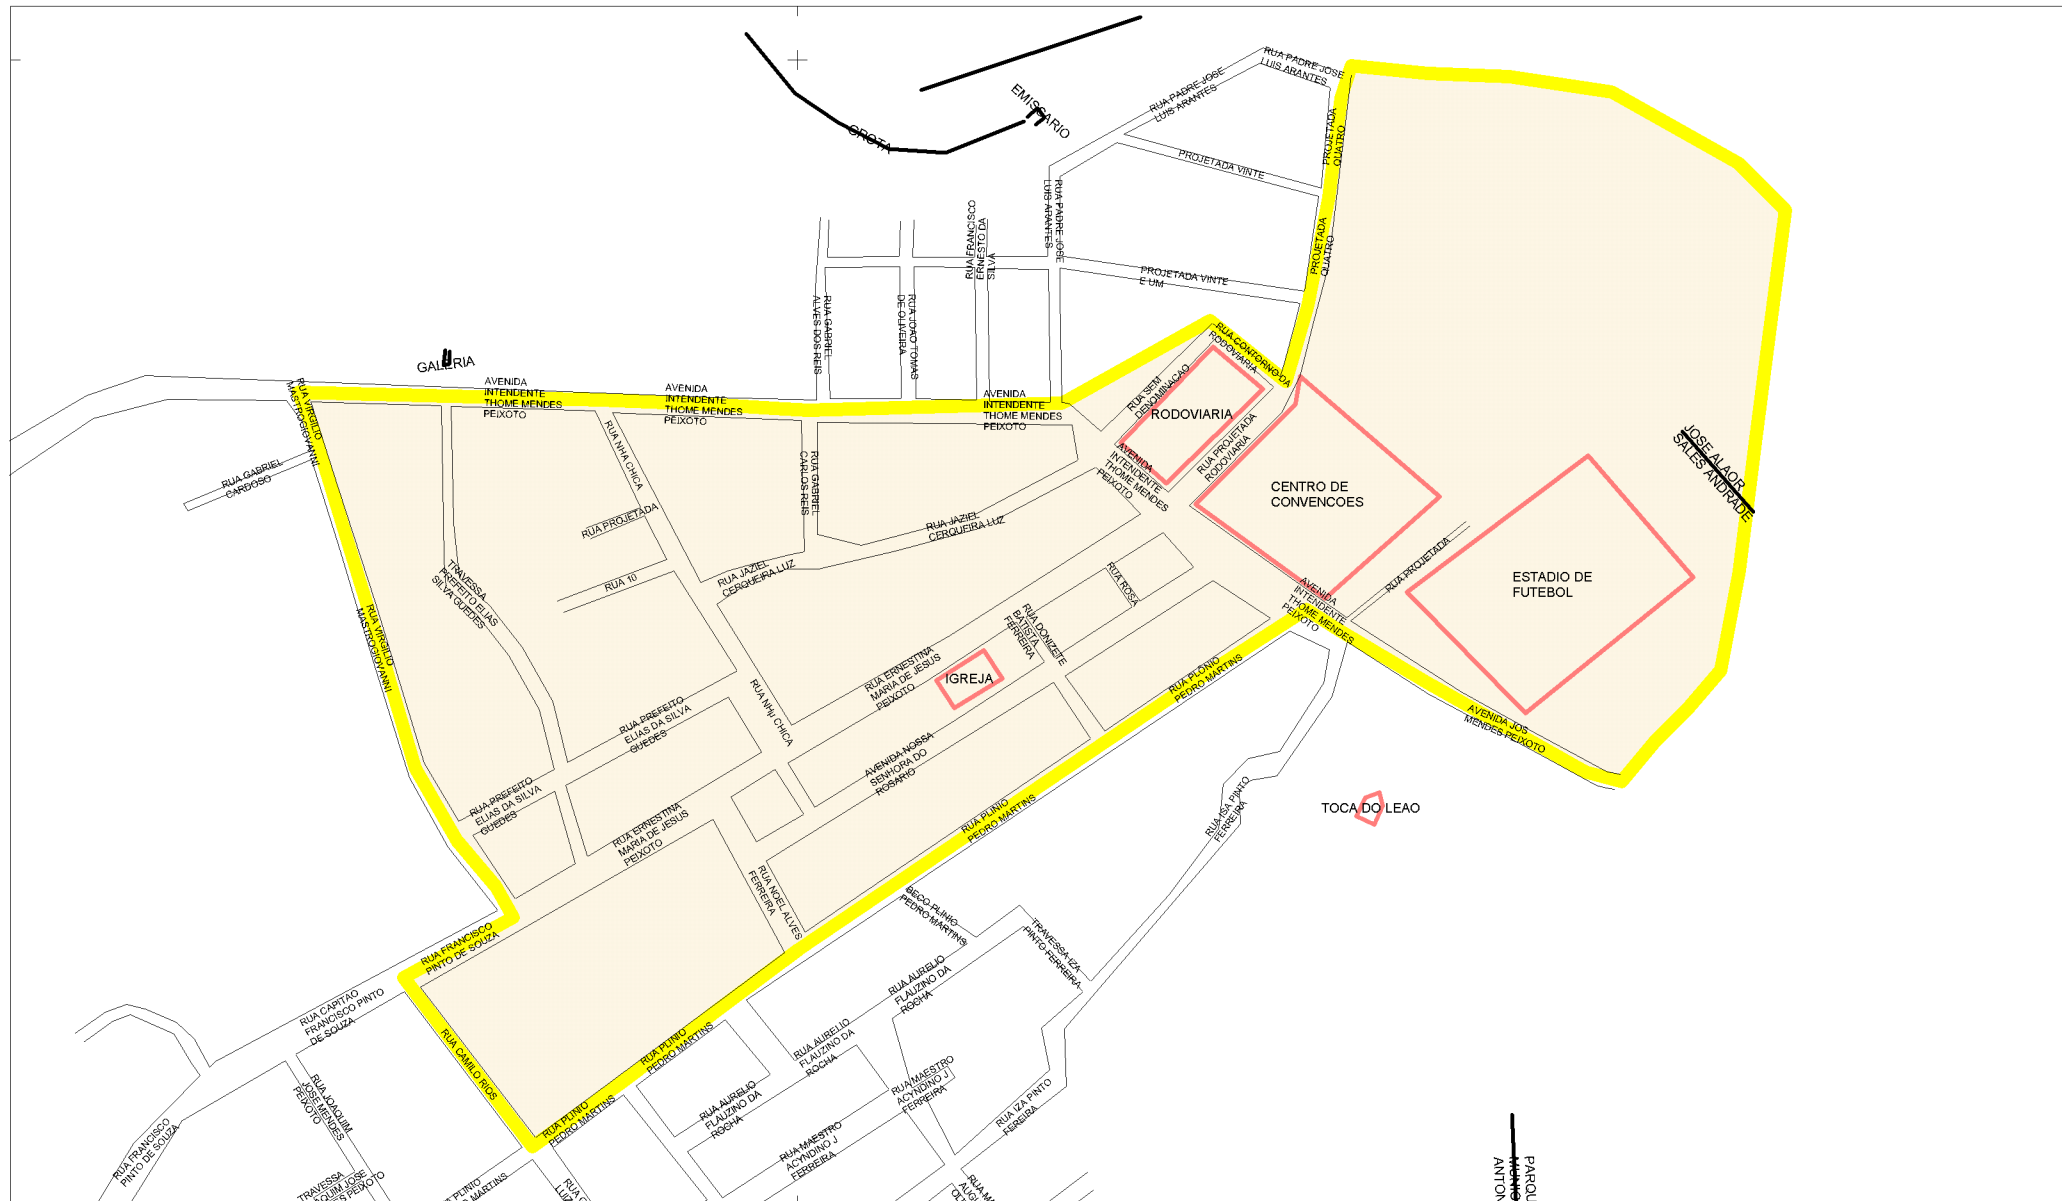 RUA PADRE JOSE
LUIS ARANTES
RUA PADRE JOSE
LUIS ARANTES
EMISSARIO
GROTA
PROJETADA
QUATRO
PROJETADA VINTE
RUA PADRE JOSE
LUIS ARANTES
RUA FRANCISCO
ERNESTO DA
SILVA
PROJETADA
QUATRO
PROJETADA VINTE
E UM
RUA GABRIEL
ALVES DOS REIS
RUA JOAO TOMAS
DE OLIVEIRA
GALERIA
RUA CONTORNO DA
RODOVIARIA
RUA SEM
DENOMINACAO
RODOVIARIA
RUA VIRGILIO
MASTROGIOVANNI
AVENIDA
INTENDENTE
THOME MENDES
PEIXOTO
AVENIDA
INTENDENTE
THOME MENDES
PEIXOTO
AVENIDA
INTENDENTE
THOME MENDES
PEIXOTO
RUA PROJETADA
RODOVIARIA
AVENIDA
INTENDENTE
THOME MENDES
PEIXOTO
RUA GABRIEL
CARDOSO
RUA NHA CHICA
RUA GABRIEL
CARLOS REIS
JOSE ALAOR
SALES ANDRADE
CENTRO DE
CONVENCOES
RUA PROJETADA
RUA JAZIEL
CERQUEIRA LUZ
RUA JAZIEL
CERQUEIRA LUZ
RUA 10
TRAVESSA
PREFEITO ELIAS
SILVA GUEDES
RUA PROJETADA
ESTADIO DE
FUTEBOL
RUA ROSA
AVENIDA
INTENDENTE
THOME MENDES
PEIXOTO
RUA DONIZETE
BATISTA
FERREIRA
RUA VIRGILIO
MASTROGIOVANNI
RUA ERNESTINA
MARIA DE JESUS
PEIXOTO
IGREJA
RUA PLONIO
PEDRO MARTINS
RUA NHµ CHICA
RUA PREFEITO
ELIAS DA SILVA
GUEDES
AVENIDA JOS
MENDES PEIXOTO
AVENIDA NOSSA
SENHORA DO
ROSARIO
RUA PREFEITO
ELIAS DA SILVA
GUEDES
RUA ERNESTINA
MARIA DE JESUS
PEIXOTO
RUA PLINIO
PEDRO MARTINS
RUA ISA PINTO
FERREIRA
TOCA DO LEAO
RUA NOEL ALVES
FERREIRA
BECO PLINIO
PEDRO MARTINS
TRAVESSA IZA
PINTO FERREIRA
RUA FRANCISCO
PINTO DE SOUZA
RUA AURELIO
FLAUZINO DA
ROCHA
RUA CAPITAO
FRANCISCO PINTO
DE SOUZA
RUA CAMILO RIOS
RUA PLINIO
PEDRO MARTINS
RUA AURELIO
FLAUZINO DA
ROCHA
RUA MAESTRO
ACYNDINO J
FERREIRA
RUA JOAQUIM
JOSE MENDES
PEIXOTO
RUA PLINIO
PEDRO MARTINS
RUA AURELIO
FLAUZINO DA
ROCHA
RUA IZA PINTO
FEREIRA
RUA FRANCISCO
PINTO DE SOUZA
RUA MAESTRO
ACYNDINO J
FERREIRA
TRAVESSA